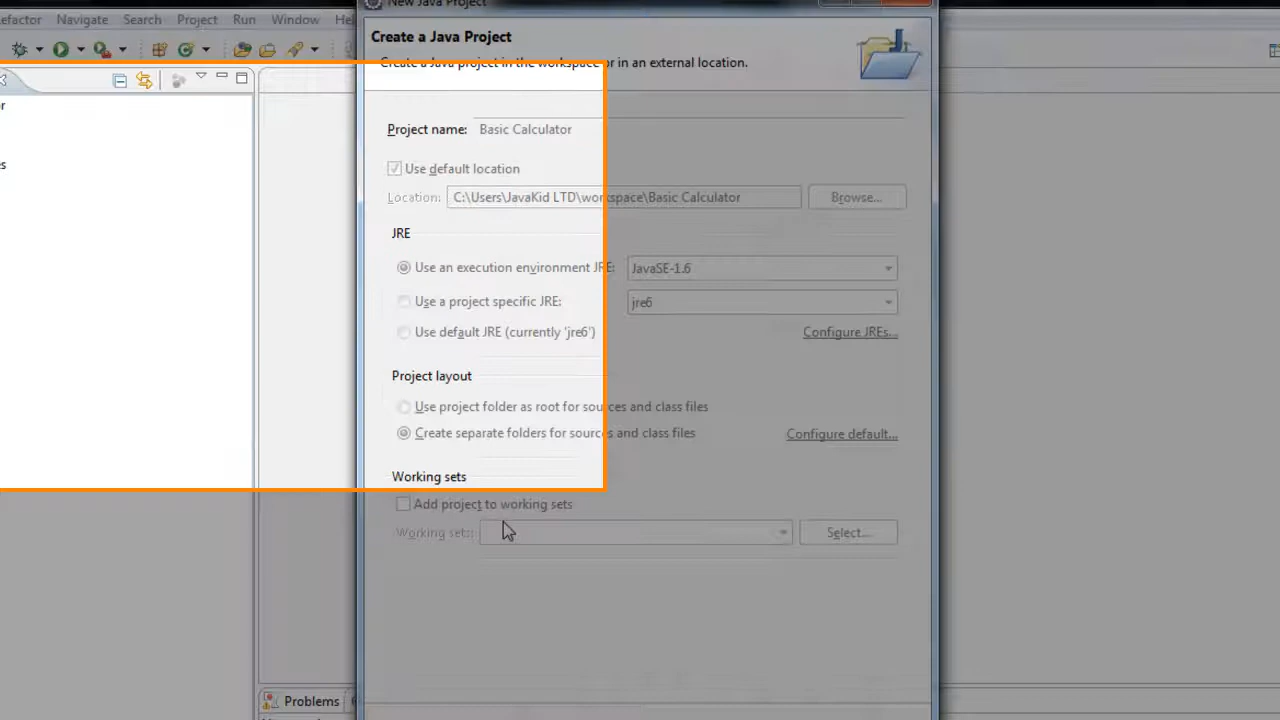 New Java Project
efactor Navigate Search Project Run Window He
Create a Java Project
Create a Java project in the workspace or in an external location.
r
Project name: Basic Calculator
es
Use default location
Location: C:\Users\JavaKid LTD\workspace\Basic Calculator Browse...
JRE
Use an execution environment JRE: JavaSE-1.6
Use a project specific JRE: jre6
Use default JRE (currently 'jre6') Configure JREs...
Project layout
Use project folder as root for sources and class files
Create separate folders for sources and class files Configure default...
Working sets
Add project to working sets
Working sets: Select...
Problems